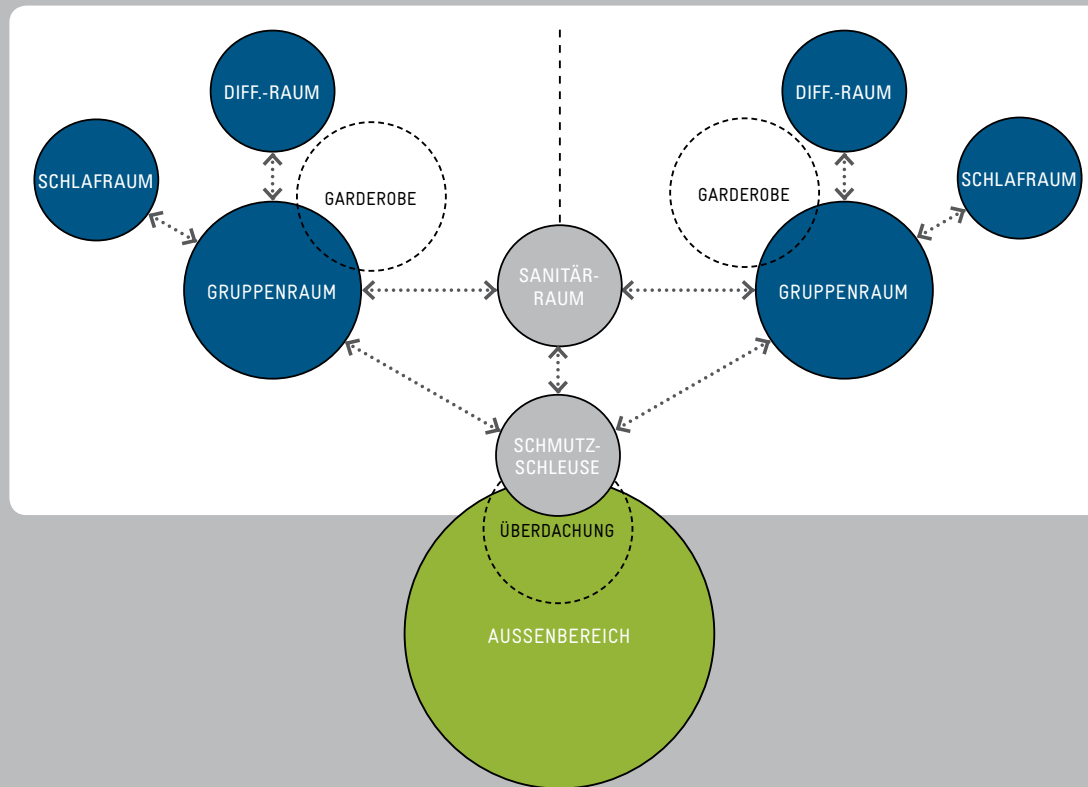 DIFF.-RAUM
DIFF.-RAUM
SCHLAFRAUM
GARDEROBE
GARDEROBE
SCHLAFRAUM
GRUPPENRAUM
SANITÄR-
RAUM
GRUPPENRAUM
SCHMUTZ-
SCHLEUSE
ÜBERDACHUNG
AUSSENBEREICH